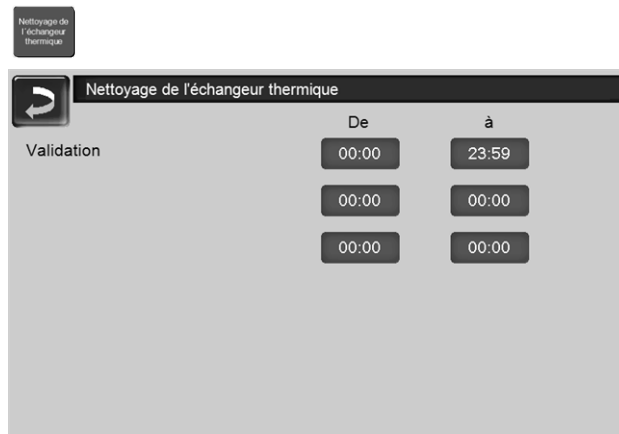 Nettoyage de
l'échangeur
thermique
Nettoyage de l'échangeur thermique
De à
Validation 00:00 23:59
00:00 00:00
00:00 00:00